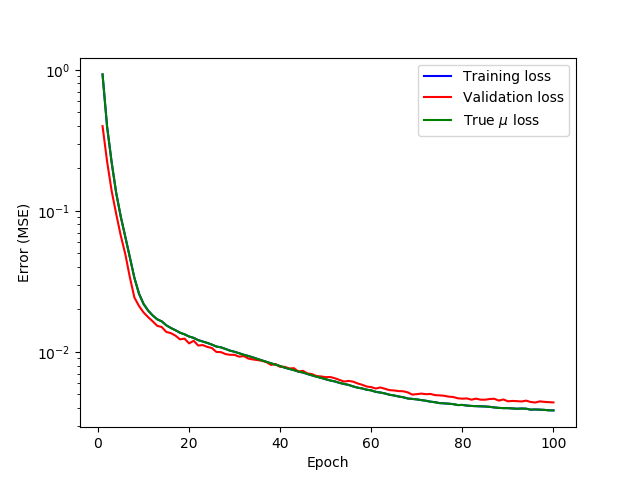 Training loss
Validation loss
True μ loss
10⁰
10⁻¹
10⁻²
Error (MSE)
0 20 40 60 80 100
Epoch